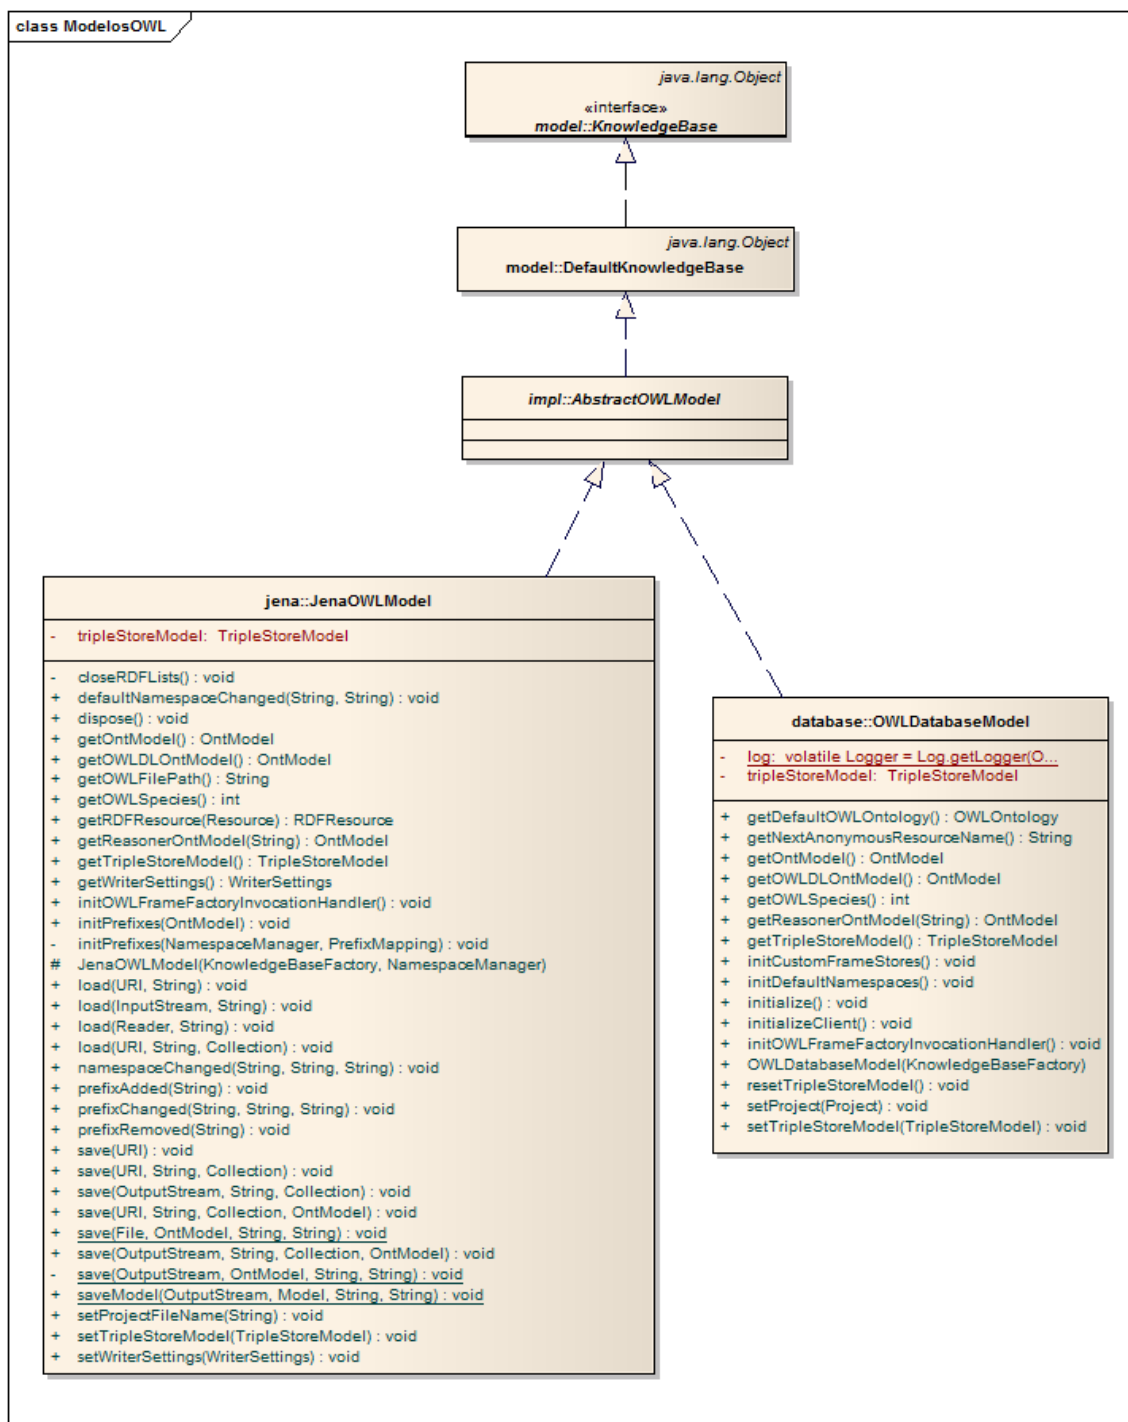 class ModelosOWL
java.lang.Object
«interface»
model::KnowledgeBase
java.lang.Object
model::DefaultKnowledgeBase
impl::AbstractOWLModel
jena::JenaOWLModel
- tripleStoreModel: TripleStoreModel
- closeRDFLists() : void
+ defaultNamespaceChanged(String, String) : void
+ dispose() : void
+ getOntModel() : OntModel
+ getOWLDLOntModel() : OntModel
+ getOWLFilePath() : String
+ getOWLSpecies() : int
+ getRDFResource(Resource) : RDFResource
+ getReasonerOntModel(String) : OntModel
+ getTripleStoreModel() : TripleStoreModel
+ getWriterSettings() : WriterSettings
+ initOWLFrameFactoryInvocationHandler() : void
+ initPrefixes(OntModel) : void
- initPrefixes(NamespaceManager, PrefixMapping) : void
# JenaOWLModel(KnowledgeBaseFactory, NamespaceManager)
+ load(URI, String) : void
+ load(InputStream, String) : void
+ load(Reader, String) : void
+ load(URI, String, Collection) : void
+ namespaceChanged(String, String, String) : void
+ prefixAdded(String) : void
+ prefixChanged(String, String, String) : void
+ prefixRemoved(String) : void
+ save(URI) : void
+ save(URI, String, Collection) : void
+ save(OutputStream, String, Collection) : void
+ save(URI, String, Collection, OntModel) : void
+ save(File, OntModel, String, String) : void
+ save(OutputStream, String, Collection, OntModel) : void
- save(OutputStream, OntModel, String, String) : void
+ saveModel(OutputStream, Model, String, String) : void
+ setProjectFileName(String) : void
+ setTripleStoreModel(TripleStoreModel) : void
+ setWriterSettings(WriterSettings) : void
database::OWLDatabaseModel
- log: volatile Logger = Log.getLogger(O...
- tripleStoreModel: TripleStoreModel
+ getDefaultOWLOntology() : OWLOntology
+ getNextAnonymousResourceName() : String
+ getOntModel() : OntModel
+ getOWLDLOntModel() : OntModel
+ getOWLSpecies() : int
+ getReasonerOntModel(String) : OntModel
+ getTripleStoreModel() : TripleStoreModel
+ initCustomFrameStores() : void
+ initDefaultNamespaces() : void
+ initialize() : void
+ initializeClient() : void
+ initOWLFrameFactoryInvocationHandler() : void
+ OWLDatabaseModel(KnowledgeBaseFactory)
+ resetTripleStoreModel() : void
+ setProject(Project) : void
+ setTripleStoreModel(TripleStoreModel) : void